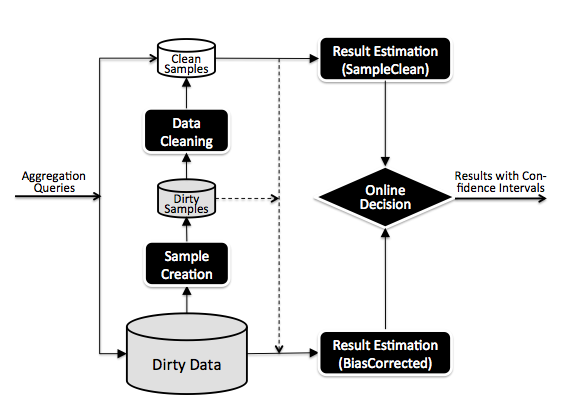 Clean
Samples
Result Estimation
(SampleClean)
Data
Cleaning
Aggregation
Queries
Dirty
Samples
Online
Decision
Results with Con-
fidence Intervals
Sample
Creation
Dirty Data
Result Estimation
(BiasCorrected)